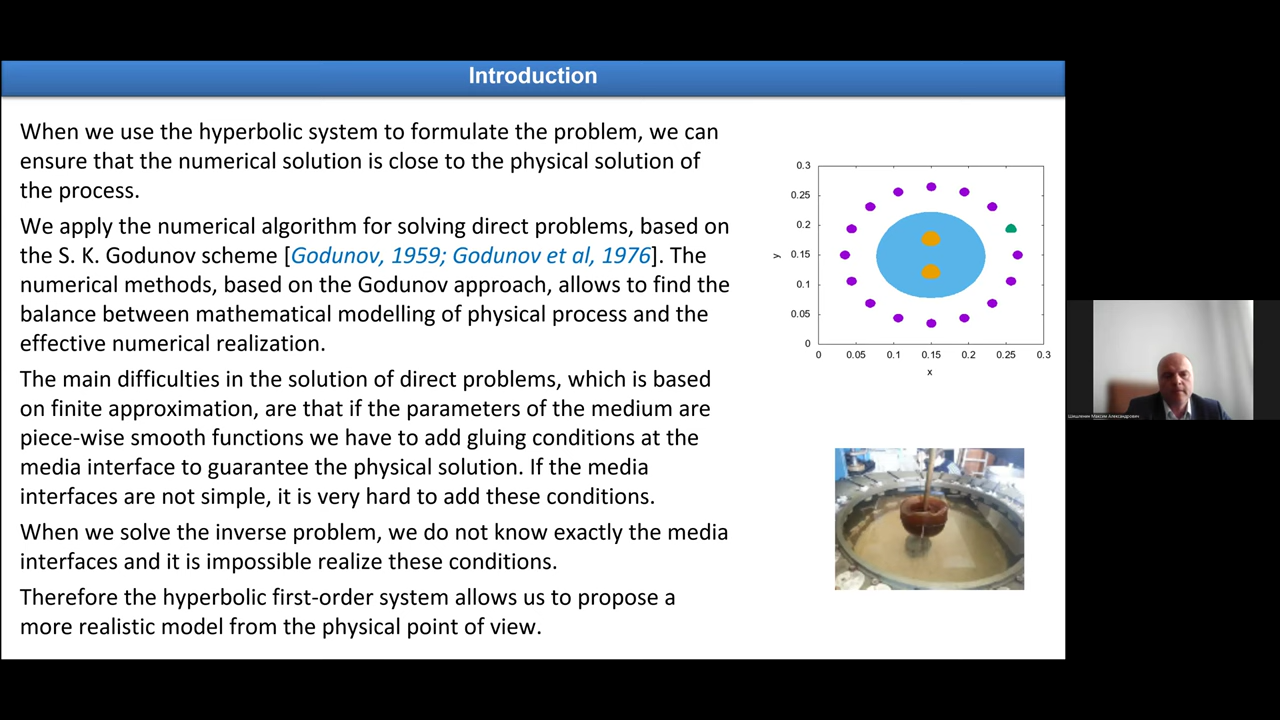 Introduction
When we use the hyperbolic system to formulate the problem, we can
ensure that the numerical solution is close to the physical solution of
the process.
We apply the numerical algorithm for solving direct problems, based on
the S. K. Godunov scheme [Godunov, 1959; Godunov et al, 1976]. The
numerical methods, based on the Godunov approach, allows to find the
balance between mathematical modelling of physical process and the
effective numerical realization.
The main difficulties in the solution of direct problems, which is based
on finite approximation, are that if the parameters of the medium are
piece-wise smooth functions we have to add gluing conditions at the
media interface to guarantee the physical solution. If the media
interfaces are not simple, it is very hard to add these conditions.
When we solve the inverse problem, we do not know exactly the media
interfaces and it is impossible realize these conditions.
Therefore the hyperbolic first-order system allows us to propose a
more realistic model from the physical point of view.
0.3
0.25
0.2
0.15
0.1
0.05
0
y
0 0.05 0.1 0.15 0.2 0.25 0.3
x
Шишленин Максим Александрович